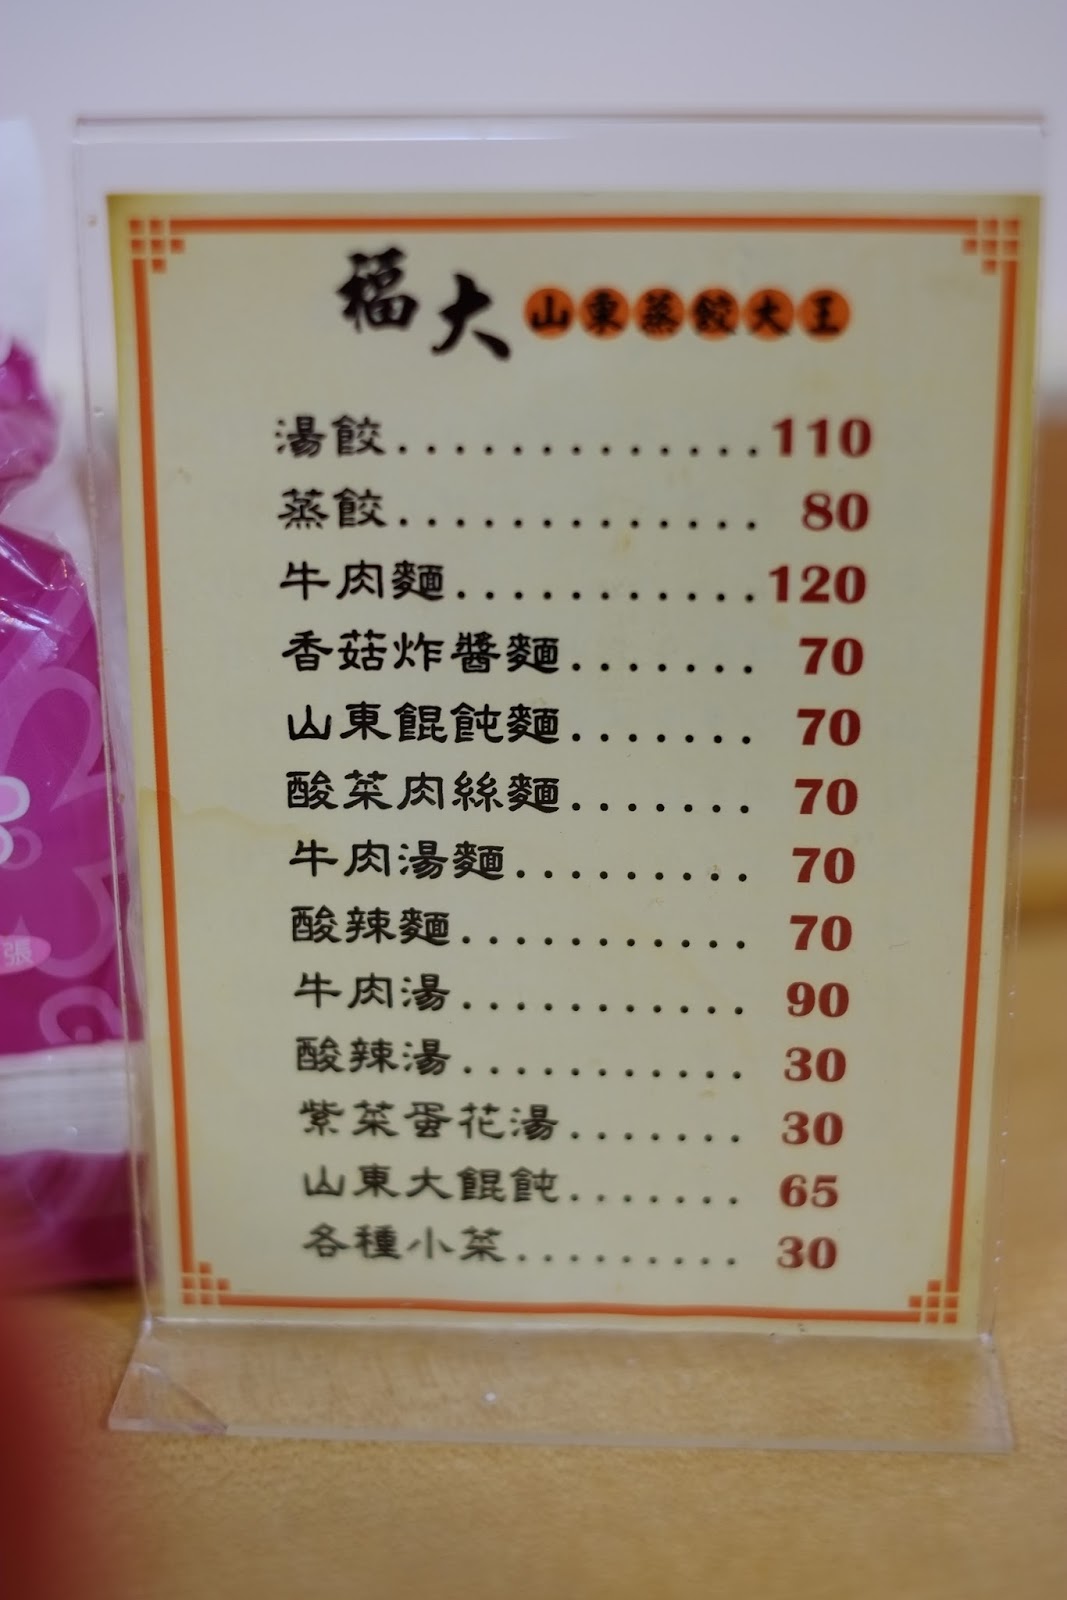 福大 山東蒸餃大王
湯餃.............110
蒸餃............. 80
牛肉麵...........120
香菇炸醬麵....... 70
山東餛飩麵....... 70
酸菜肉絲麵....... 70
牛肉湯麵......... 70
酸辣麵........... 70
牛肉湯........... 90
酸辣湯........... 30
紫菜蛋花湯....... 30
山東大餛飩....... 65
各種小菜......... 30
張